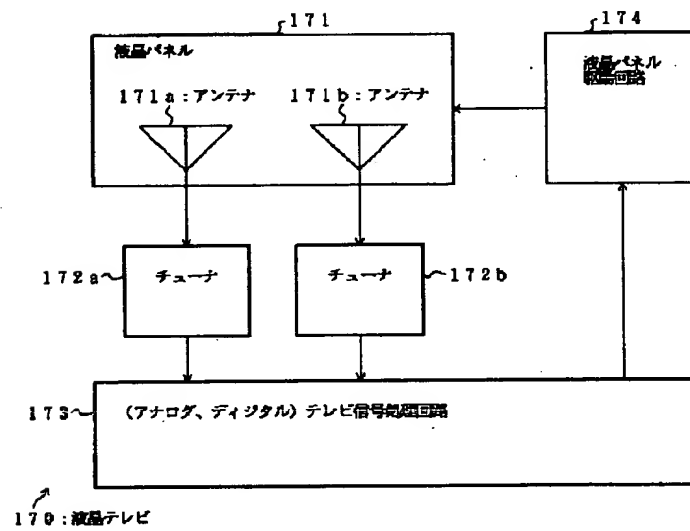 171
174
液晶パネル
液晶パネル
駆動回路
171a:アンテナ
171b:アンテナ
172a
チューナ
チューナ
172b
173
(アナログ、ディジタル)テレビ信号処理回路
170:液晶テレビ